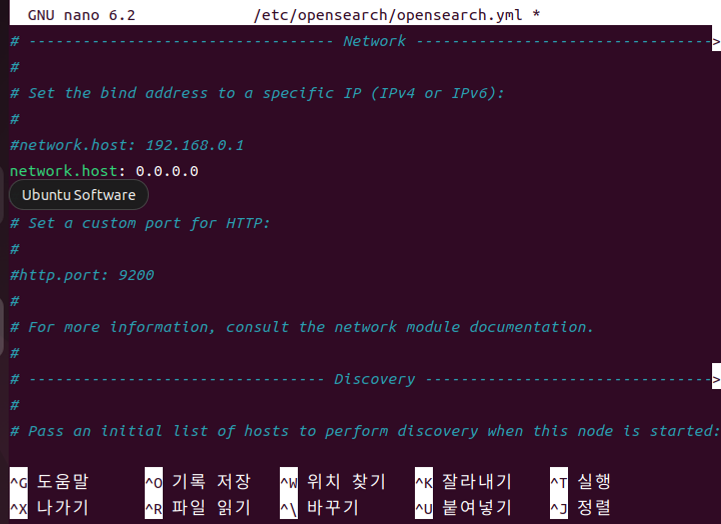 GNU nano 6.2 /etc/opensearch/opensearch.yml *
# ---------------------------------- Network ---------------------------------->
#
# Set the bind address to a specific IP (IPv4 or IPv6):
#
#network.host: 192.168.0.1
network.host: 0.0.0.0
Ubuntu Software
# Set a custom port for HTTP:
#
#http.port: 9200
#
# For more information, consult the network module documentation.
#
# --------------------------------- Discovery --------------------------------->
#
# Pass an initial list of hosts to perform discovery when this node is started:
^G 도움말 ^O 기록 저장 ^W 위치 찾기 ^K 잘라내기 ^T 실행
^X 나가기 ^R 파일 읽기 ^\ 바꾸기 ^U 붙여넣기 ^J 정렬